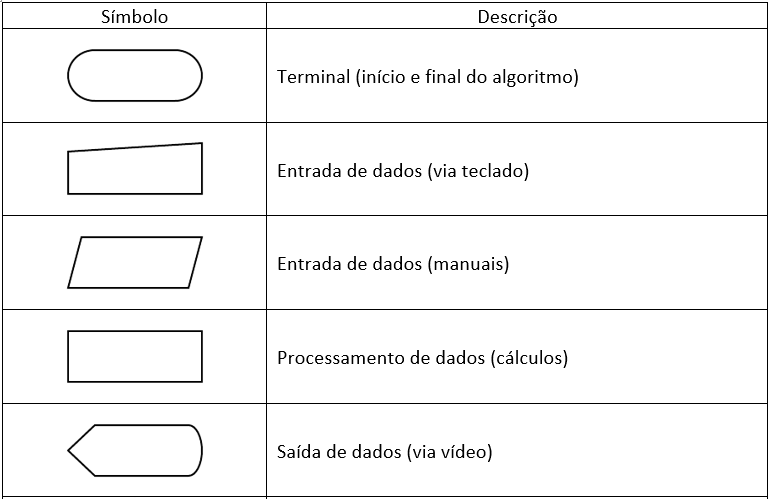 Símbolo
Descrição
Terminal (início e final do algoritmo)
Entrada de dados (via teclado)
Entrada de dados (manuais)
Processamento de dados (cálculos)
Saída de dados (via vídeo)